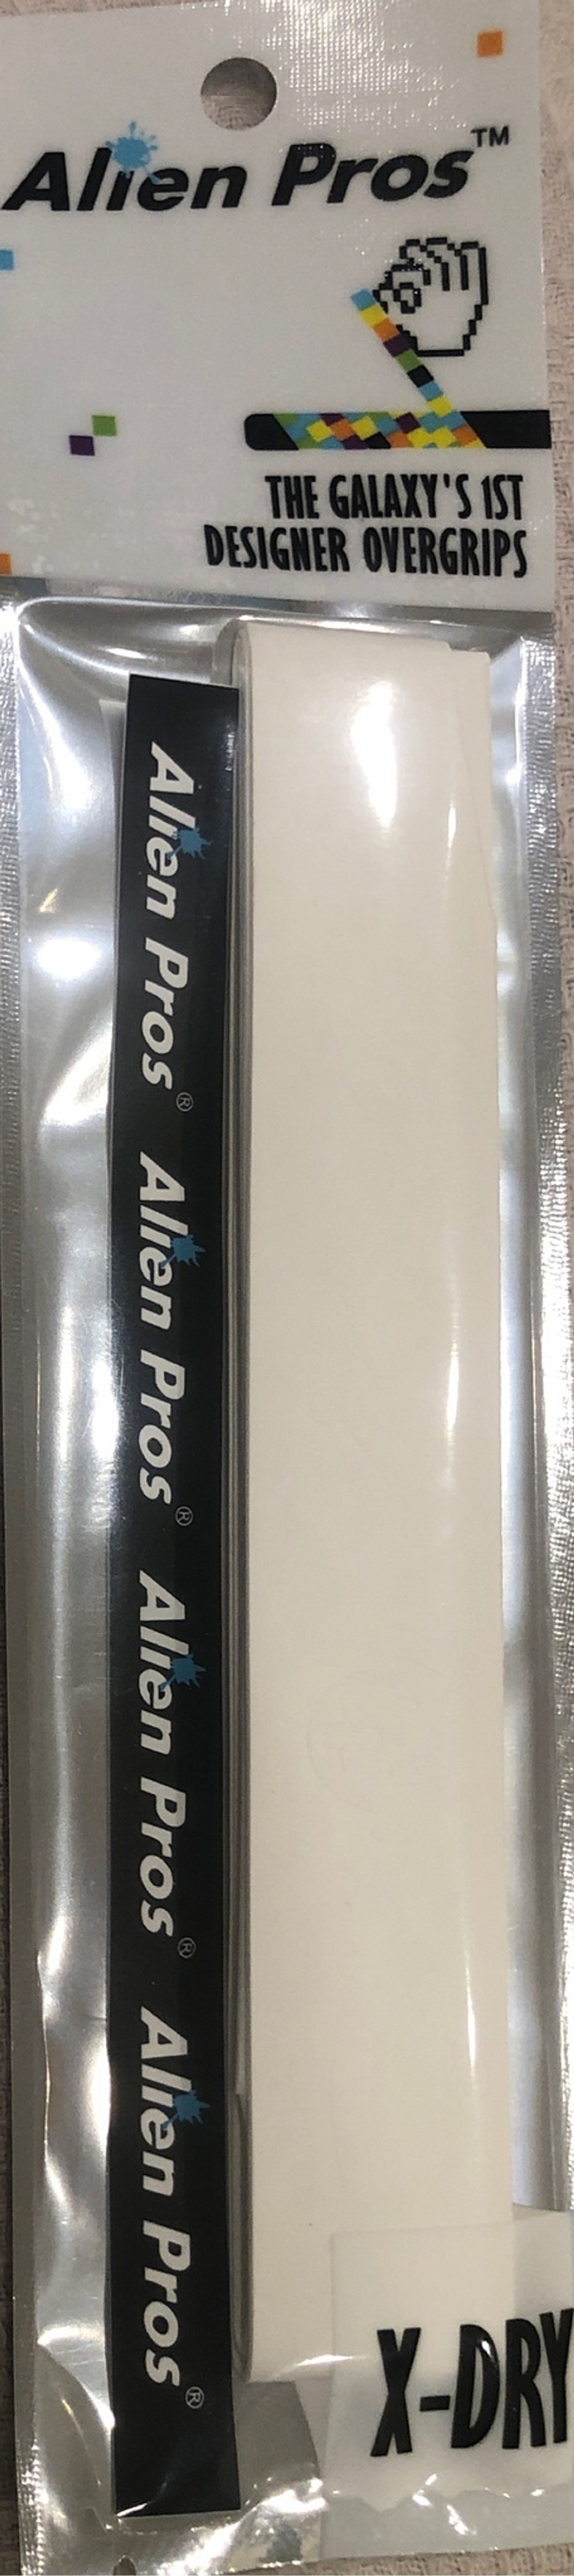 Alien Pros™
THE GALAXY'S 1ST
DESIGNER OVERGRIPS
Alien Pros® Alien Pros® Alien Pros® Alien Pros®
X-DRY